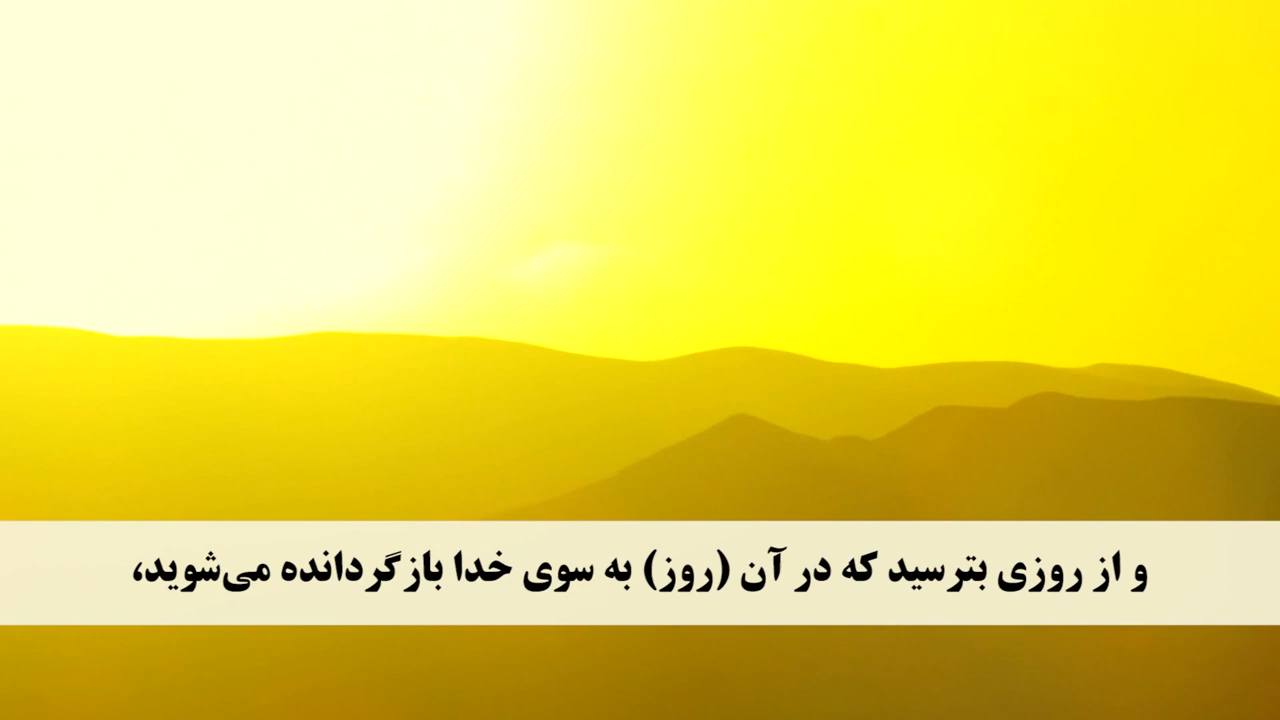 و از روزی بترسید که در آن (روز) به سوی خدا بازگردانده می‌شوید،